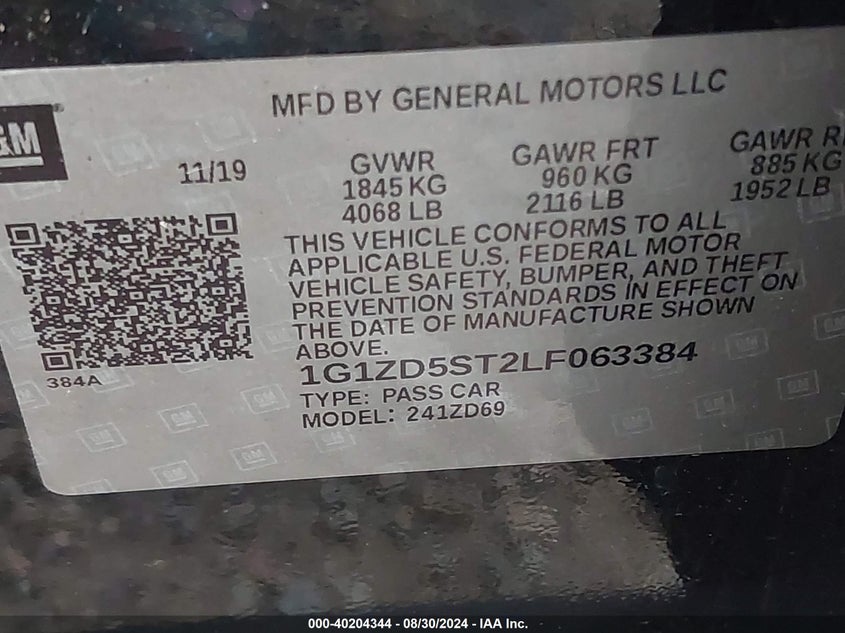 GM
MFD BY GENERAL MOTORS LLC
11/19
GVWR
1845 KG
4068 LB
GAWR FRT
960 KG
2116 LB
GAWR R
885 KG
1952 LB
THIS VEHICLE CONFORMS TO ALL
APPLICABLE U.S. FEDERAL MOTOR
VEHICLE SAFETY, BUMPER, AND THEFT
PREVENTION STANDARDS IN EFFECT ON
THE DATE OF MANUFACTURE SHOWN
ABOVE.
384A
1G1ZD5ST2LF063384
TYPE: PASS CAR
MODEL: 241ZD69
000-40204344 - 08/30/2024 - IAA Inc.